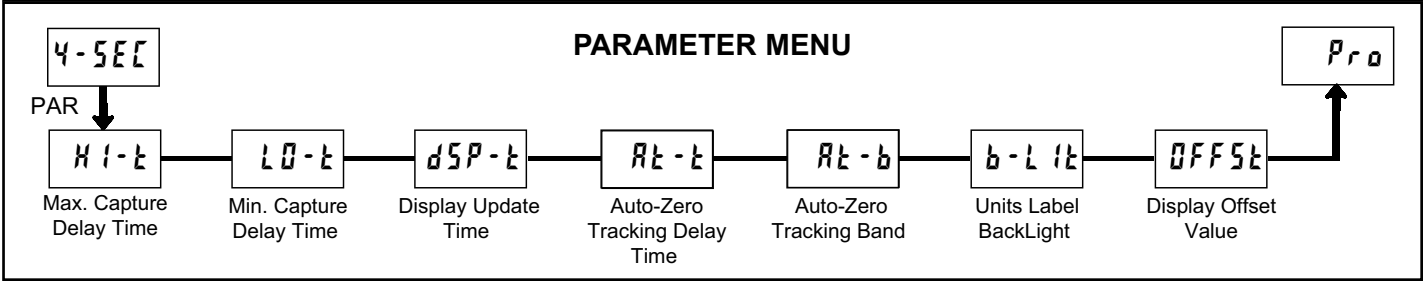 PARAMETER MENU
4-SEC
Pro
PAR
HI-t
LO-t
dSP-t
At-t
At-b
b-LIt
OFFSt
Max. Capture
Delay Time
Min. Capture
Delay Time
Display Update
Time
Auto-Zero
Tracking Delay
Time
Auto-Zero
Tracking Band
Units Label
BackLight
Display Offset
Value